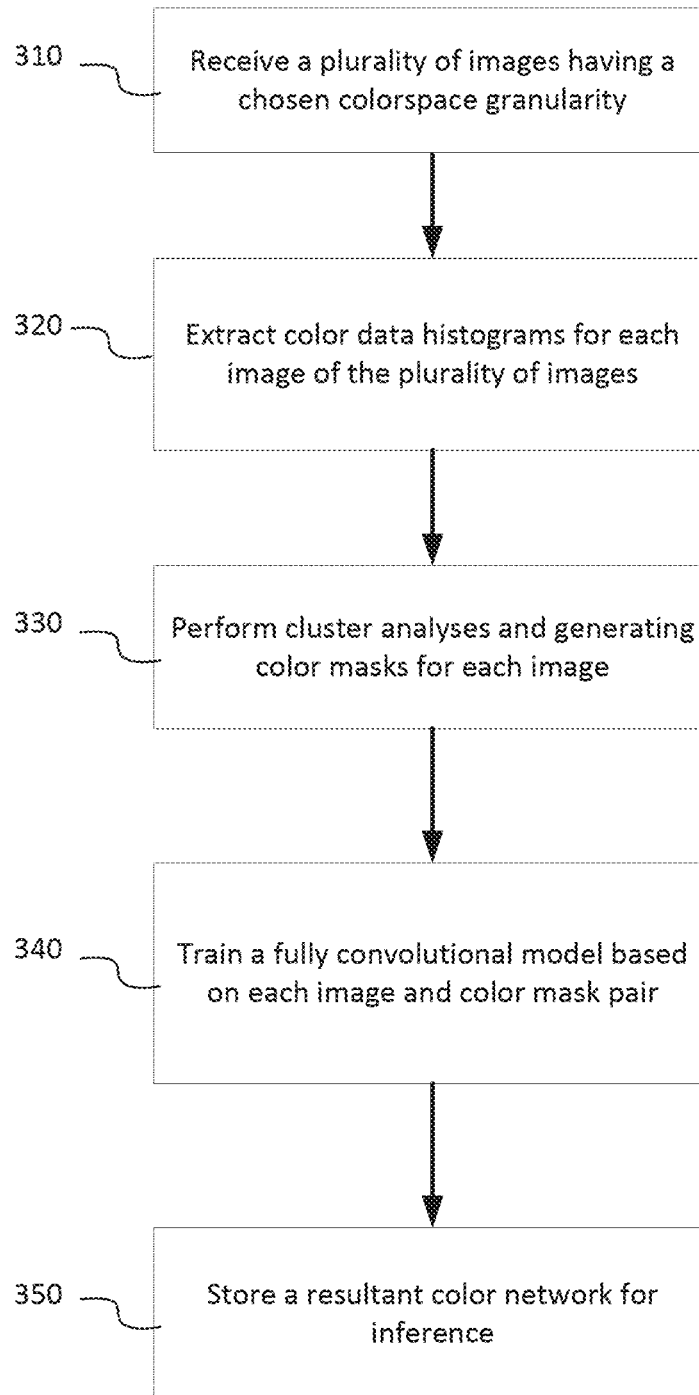 310
Receive a plurality of images having a
chosen colorspace granularity
320
Extract color data histograms for each
image of the plurality of images
330
Perform cluster analyses and generating
color masks for each image
340
Train a fully convolutional model based
on each image and color mask pair
350
Store a resultant color network for
inference